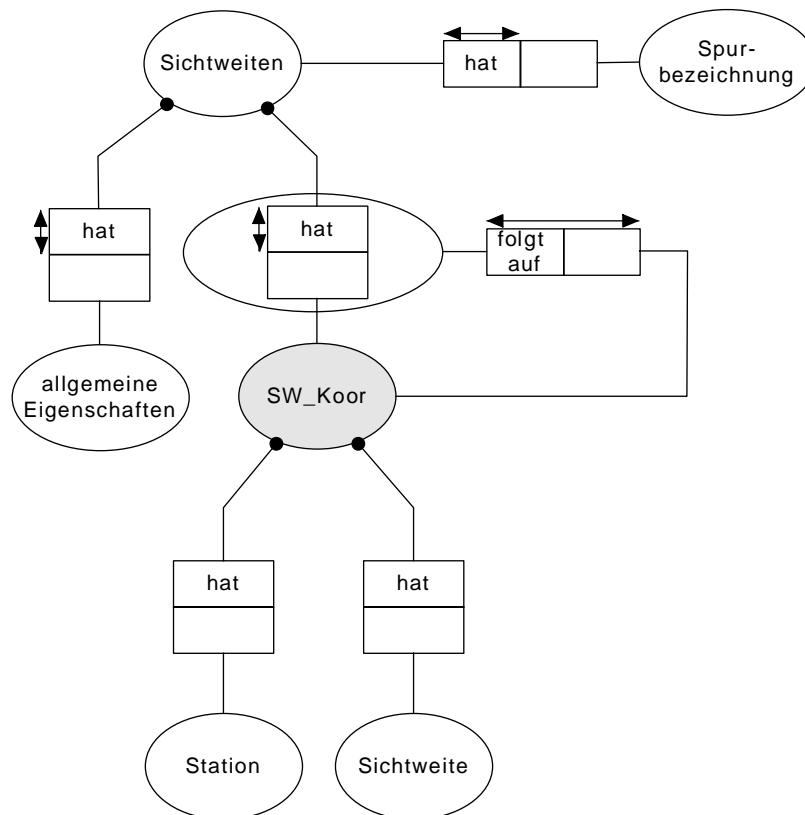 Sichtweiten
hat
Spur-
bezeichnung
hat
hat
folgt
auf
allgemeine
Eigenschaften
SW_Koor
hat
hat
Station
Sichtweite